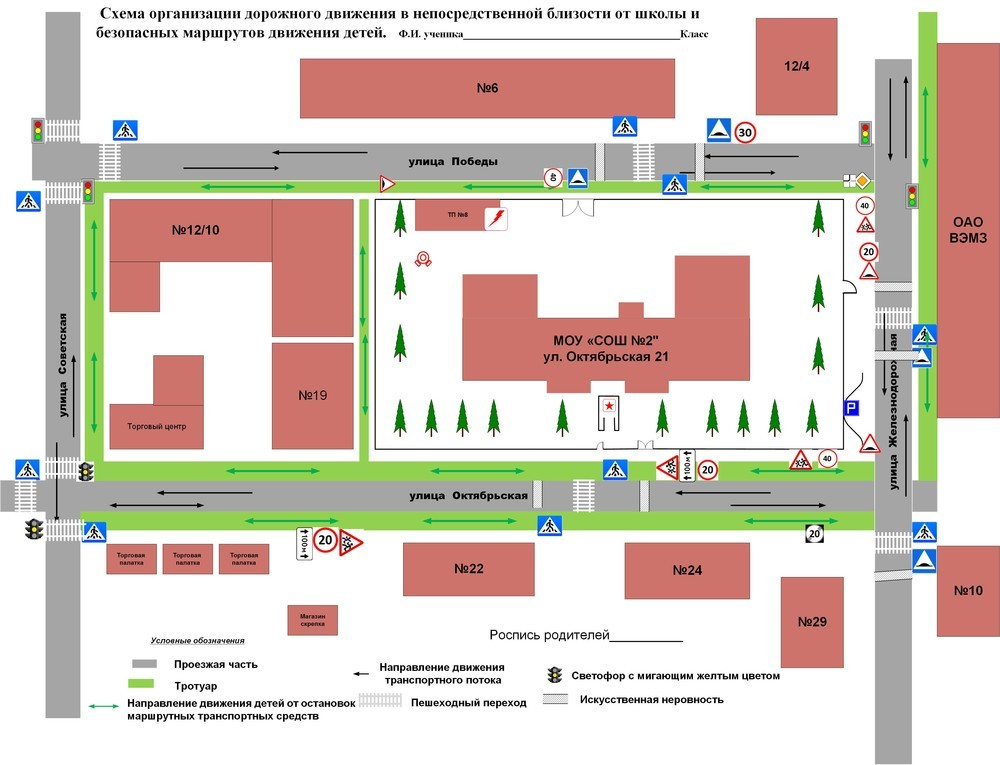 Схема организации дорожного движения в непосредственной близости от школы и
безопасных маршрутов движения детей. Ф.И. ученика____________________________________________Класс
№6
12/4
улица Победы
30
40
20
ОАО
ВЭМЗ
№12/10
ТП №8
МОУ «СОШ №2"
ул. Октябрьская 21
№19
Торговый центр
улица Советская
улица Железнодорожная
P
40
100м
20
улица Октябрьская
20
100м
20
Торговая
палатка
Торговая
палатка
Торговая
палатка
№22
№24
№10
Магазин
скрепка
№29
Роспись родителей__________
Условные обозначения
Проезжая часть
Тротуар
Направление движения детей от остановок
маршрутных транспортных средств
Направление движения
транспортного потока
Пешеходный переход
Светофор с мигающим желтым цветом
Искусственная неровность